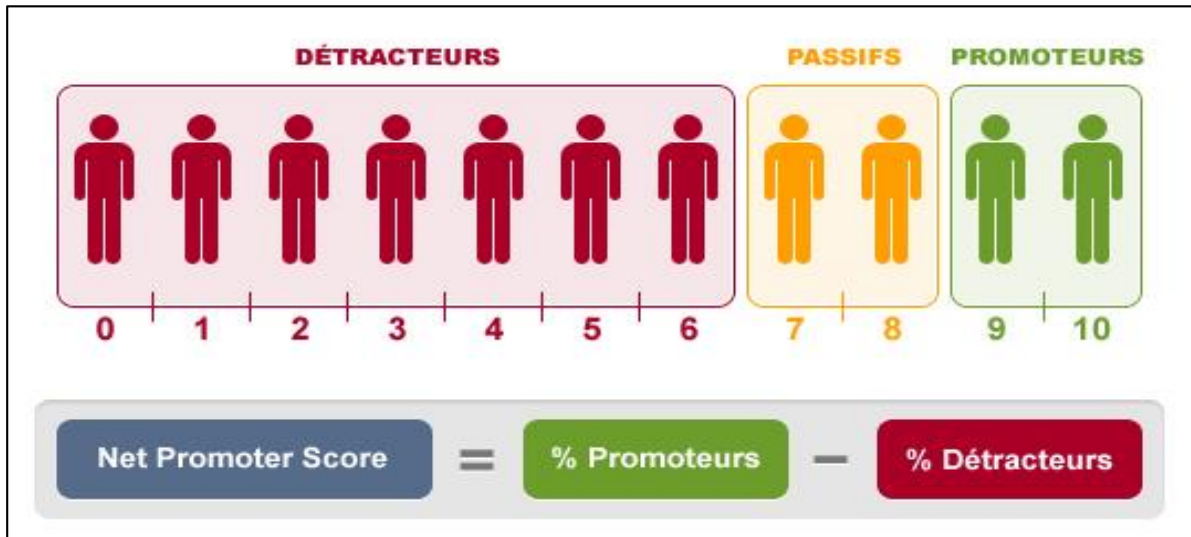 DÉTRACTEURS PASSIFS PROMOTEURS
0 1 2 3 4 5 6 7 8 9 10
Net Promoter Score = % Promoteurs — % Détracteurs